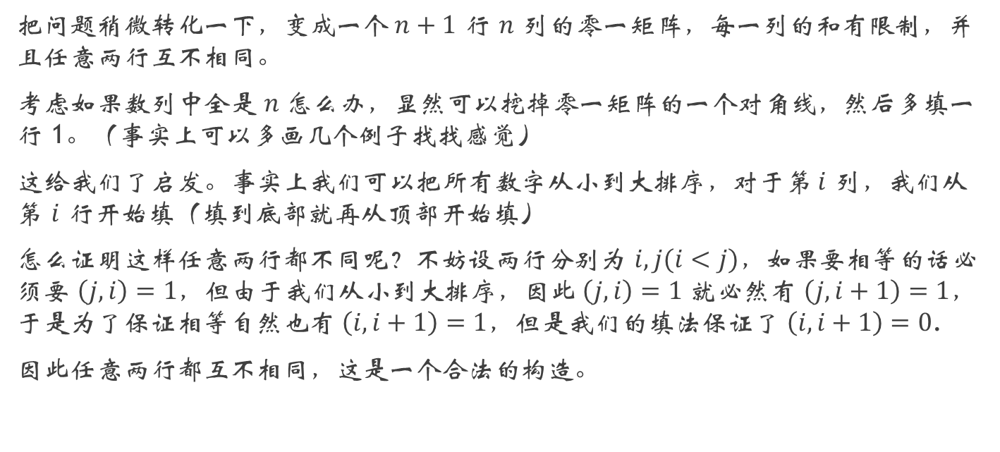 把问题稍微转化一下，变成一个 n + 1 行 n 列的零一矩阵，每一列的和有限制，并
且任意两行互不相同。
考虑如果数列中全是 n 怎么办，显然可以挖掉零一矩阵的一个对角线，然后多填一
行 1。（事实上可以多画几个例子找找感觉）
这给我们了启发。事实上我们可以把所有数字从小到大排序，对于第 i 列，我们从
第 i 行开始填（填到底部就再从顶部开始填）
怎么证明这样任意两行都不同呢？不妨设两行分别为 i, j(i < j)，如果要相等的话必
须要 (j, i) = 1，但由于我们从小到大排序，因此 (j, i) = 1 就必然有 (j, i + 1) = 1，
于是为了保证相等自然也有 (i, i + 1) = 1，但是我们的填法保证了 (i, i + 1) = 0.
因此任意两行都互不相同，这是一个合法的构造。